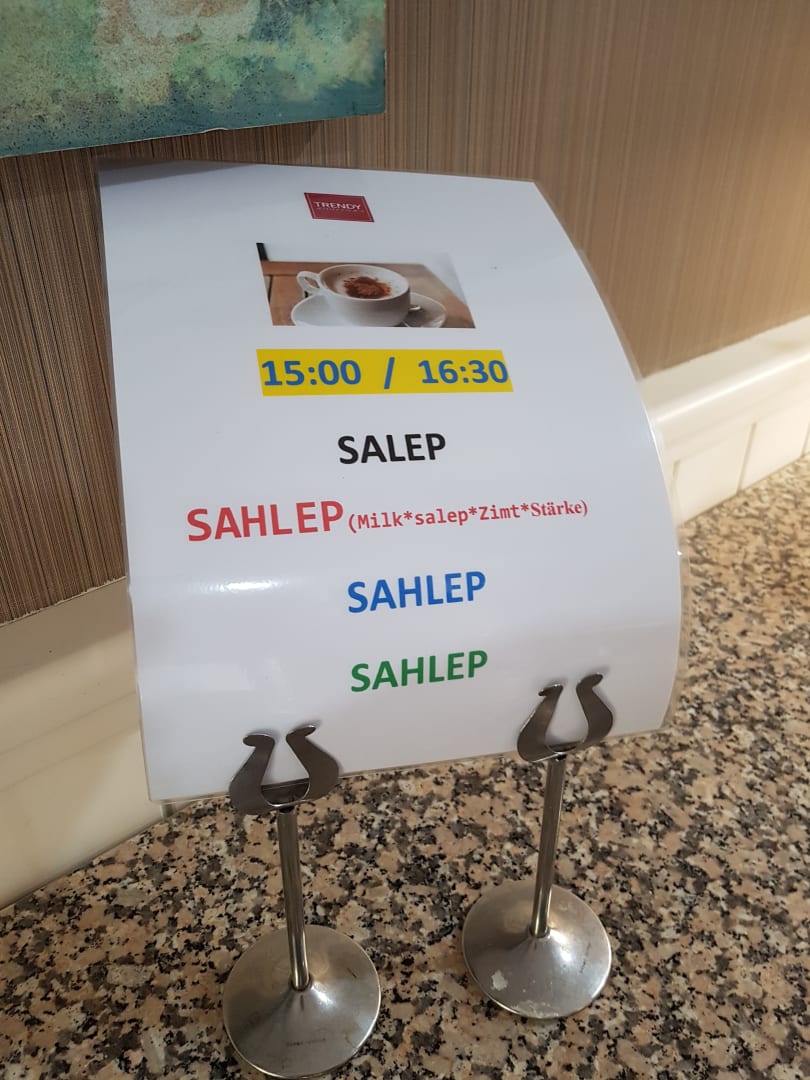 TRENDY
15:00 / 16:30
SALEP
SAHLEP (Milk*salep*Zimt*Stärke)
SAHLEP
SAHLEP